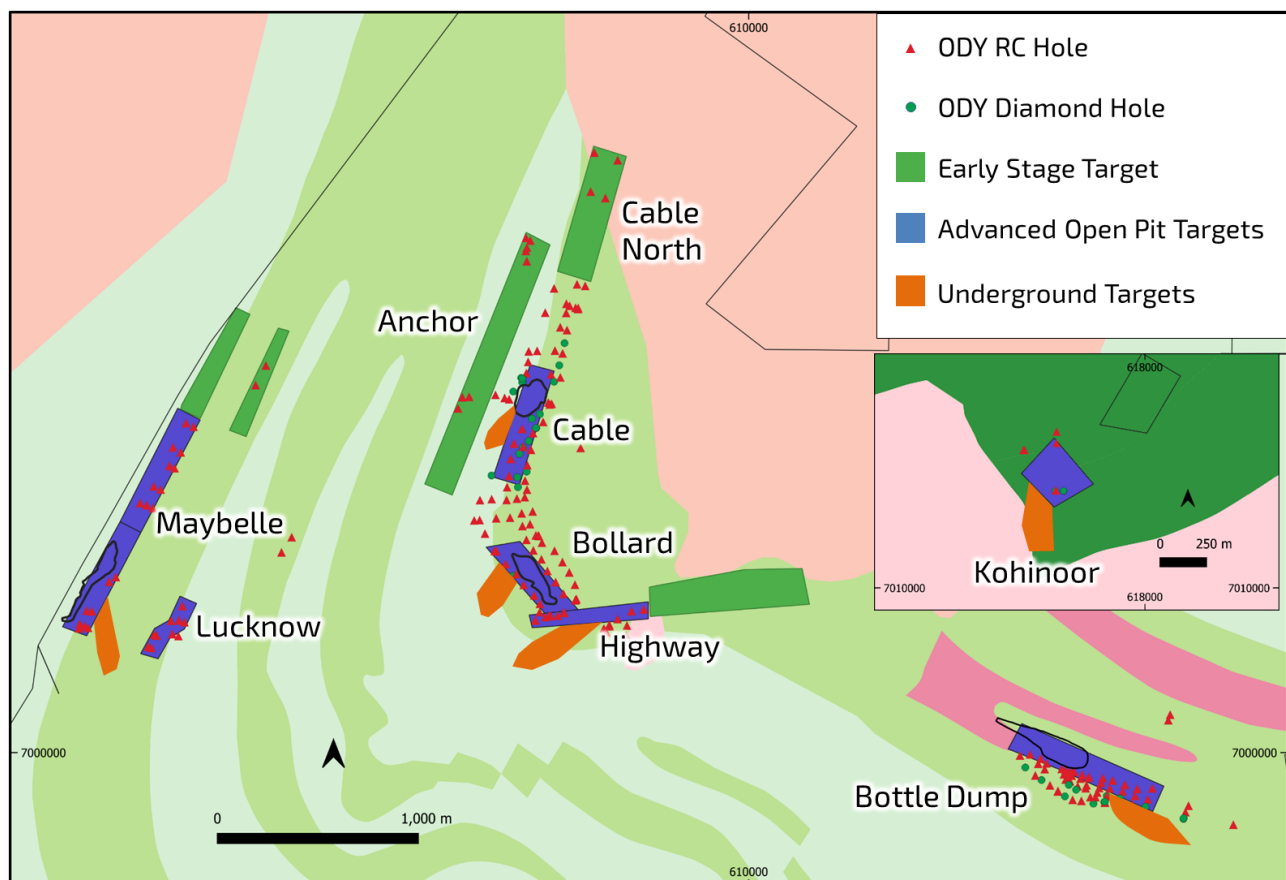 610000
ODY RC Hole
ODY Diamond Hole
Early Stage Target
Advanced Open Pit Targets
Underground Targets
Cable
North
Anchor
Cable
Maybelle
Bollard
Lucknow
Highway
618000
0 250 m
Kohinoor
7010000
7010000
618000
7000000
7000000
Bottle Dump
0 1,000 m
610000